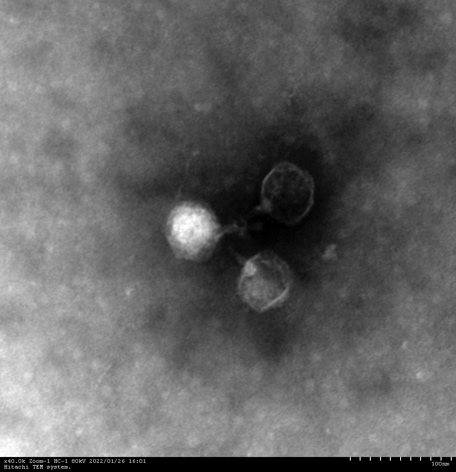 x40.0k Zoom-1 HC-1 80kV 2022/01/26 16:01
Hitachi TEM system.
100nm